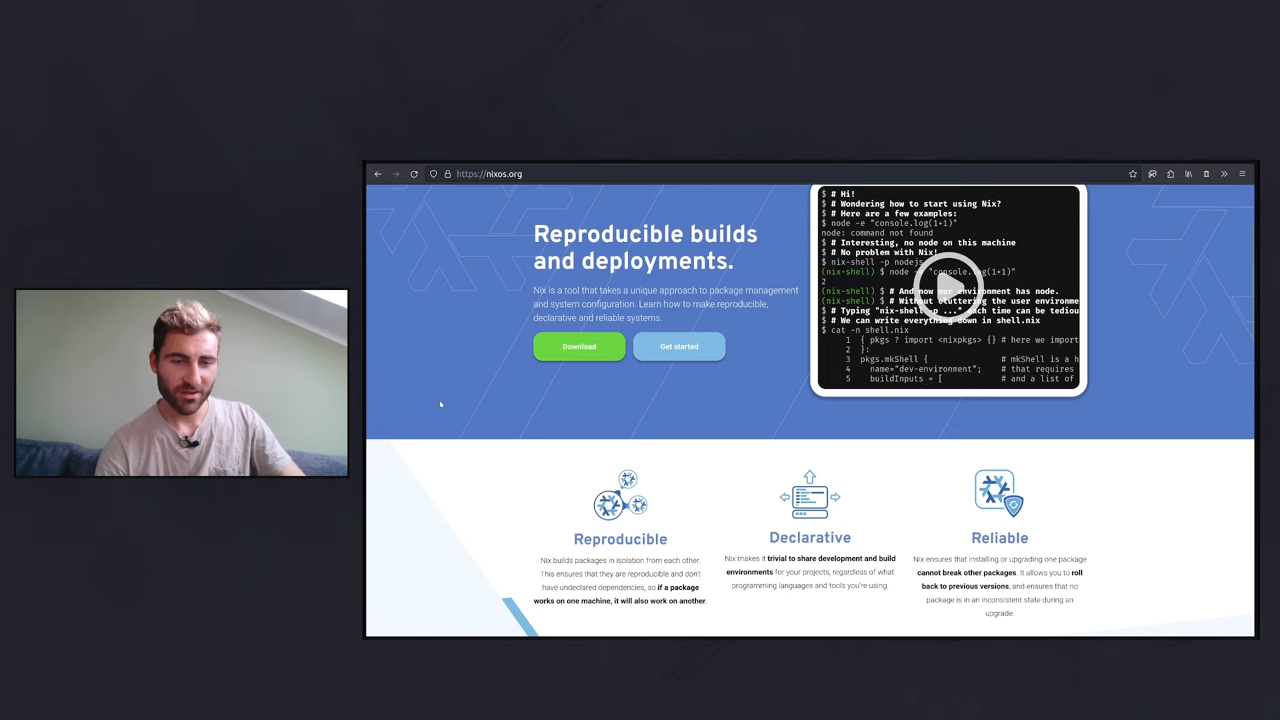 https://nixos.org
Reproducible builds
and deployments.
Nix is a tool that takes a unique approach to package management
and system configuration. Learn how to make reproducible,
declarative and reliable systems.
Download
Get started
$ # Hi!
$ # Wondering how to start using Nix?
$ # Here are a few examples:
$ node -e "console.log(1+1)"
node: command not found
$ # Interesting, no node on this machine
$ # No problem with Nix!
$ nix-shell -p nodejs
(nix-shell) $ node "console.log(1+1)"
2
(nix-shell) $ # And now our environment has node.
(nix-shell) $ # Without cluttering the user environme
$ # Typing "nix-shell -p ..." each time can be tediou
$ # We can write everything down in shell.nix
$ cat -n shell.nix
1 { pkgs ? import <nixpkgs> {} # here we import
2 }:
3 pkgs.mkShell { # mkShell is a h
4 name="dev-environment"; # that requires
5 buildInputs = [ # and a list of
Reproducible
Nix builds packages in isolation from each other.
This ensures that they are reproducible and don't
have undeclared dependencies, so if a package
works on one machine, it will also work on another.
Declarative
Nix makes it trivial to share development and build
environments for your projects, regardless of what
programming languages and tools you're using.
Reliable
Nix ensures that installing or upgrading one package
cannot break other packages. It allows you to roll
back to previous versions, and ensures that no
package is in an inconsistent state during an
upgrade.